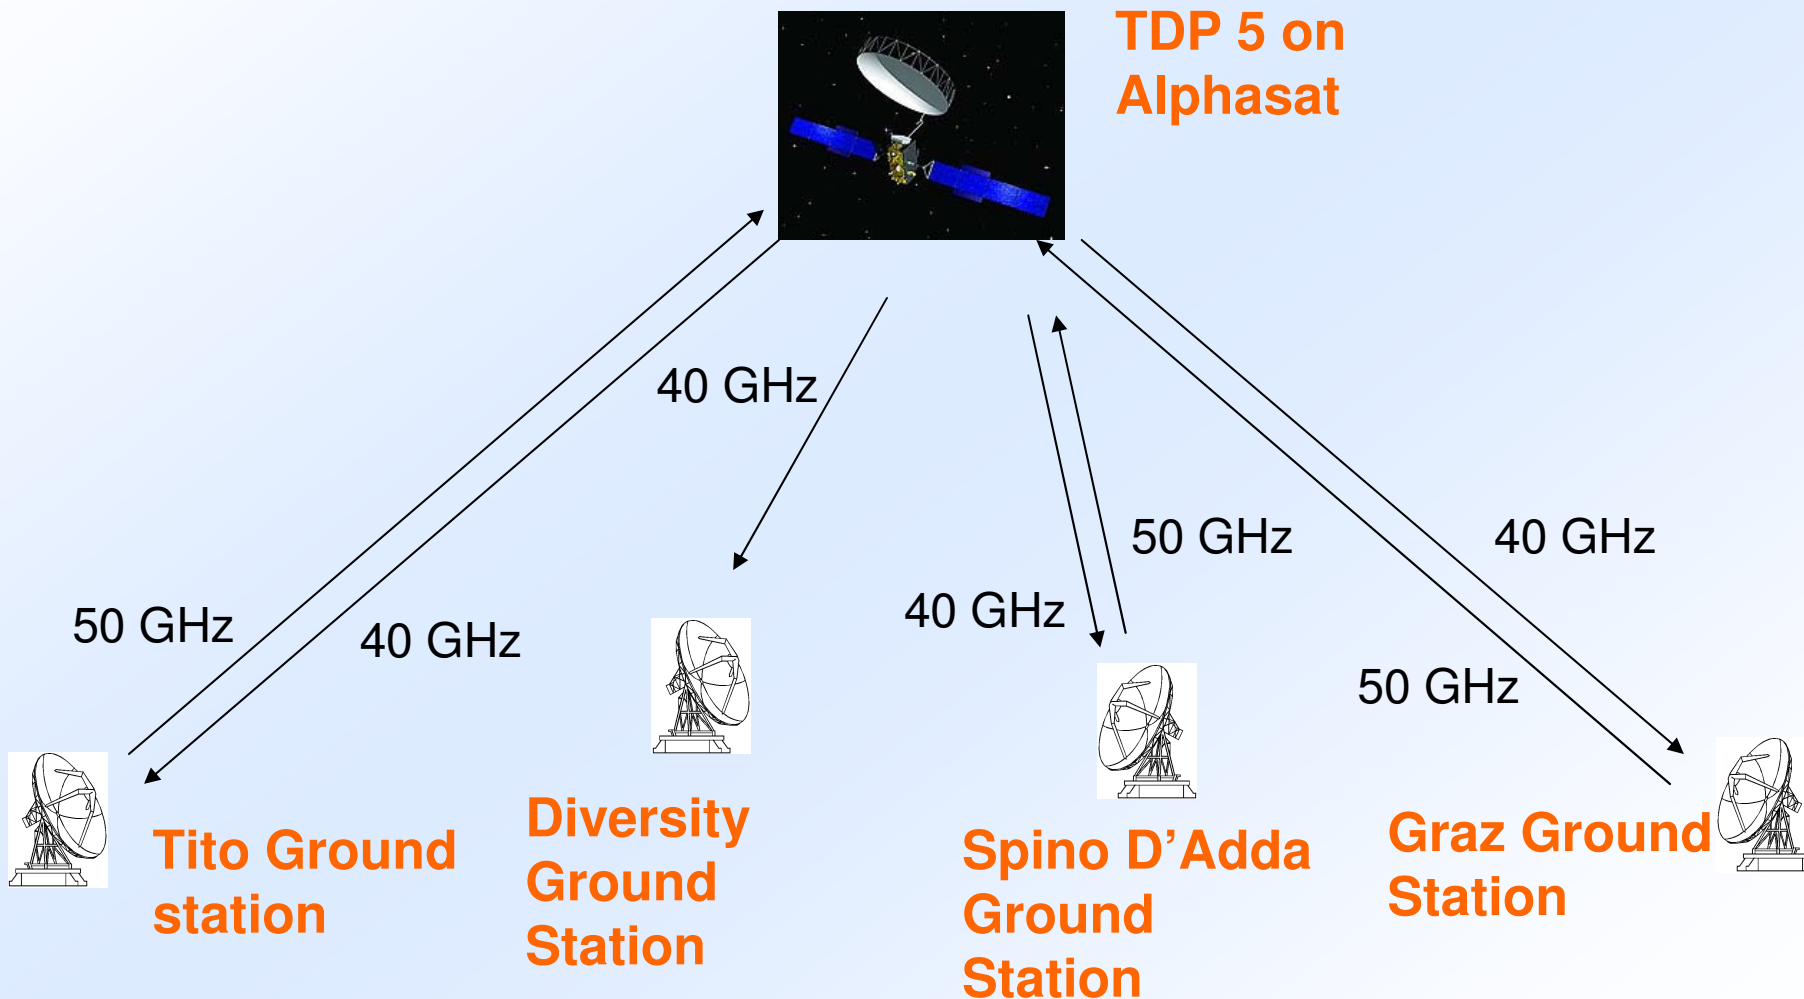 TDP 5 on
Alphasat
40 GHz
50 GHz
40 GHz
40 GHz
50 GHz
40 GHz
50 GHz
Tito Ground
station
Diversity
Ground
Station
Spino D’Adda
Ground
Station
Graz Ground
Station